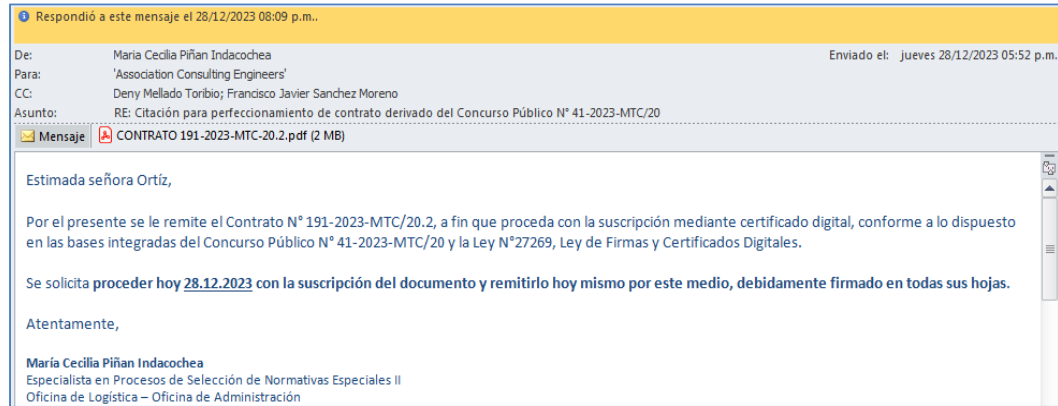 Respondió a este mensaje el 28/12/2023 08:09 p.m..
De: Maria Cecilia Piñan Indacochea Enviado el: jueves 28/12/2023 05:52 p.m.
Para: 'Association Consulting Engineers'
CC: Deny Mellado Toribio; Francisco Javier Sanchez Moreno
Asunto: RE: Citación para perfeccionamiento de contrato derivado del Concurso Público N° 41-2023-MTC/20
Mensaje CONTRATO 191-2023-MTC-20.2.pdf (2 MB)
Estimada señora Ortíz,
Por el presente se le remite el Contrato N° 191-2023-MTC/20.2, a fin que proceda con la suscripción mediante certificado digital, conforme a lo dispuesto
en las bases integradas del Concurso Público N° 41-2023-MTC/20 y la Ley N°27269, Ley de Firmas y Certificados Digitales.
Se solicita proceder hoy 28.12.2023 con la suscripción del documento y remitirlo hoy mismo por este medio, debidamente firmado en todas sus hojas.
Atentamente,
María Cecilia Piñan Indacochea
Especialista en Procesos de Selección de Normativas Especiales II
Oficina de Logística – Oficina de Administración